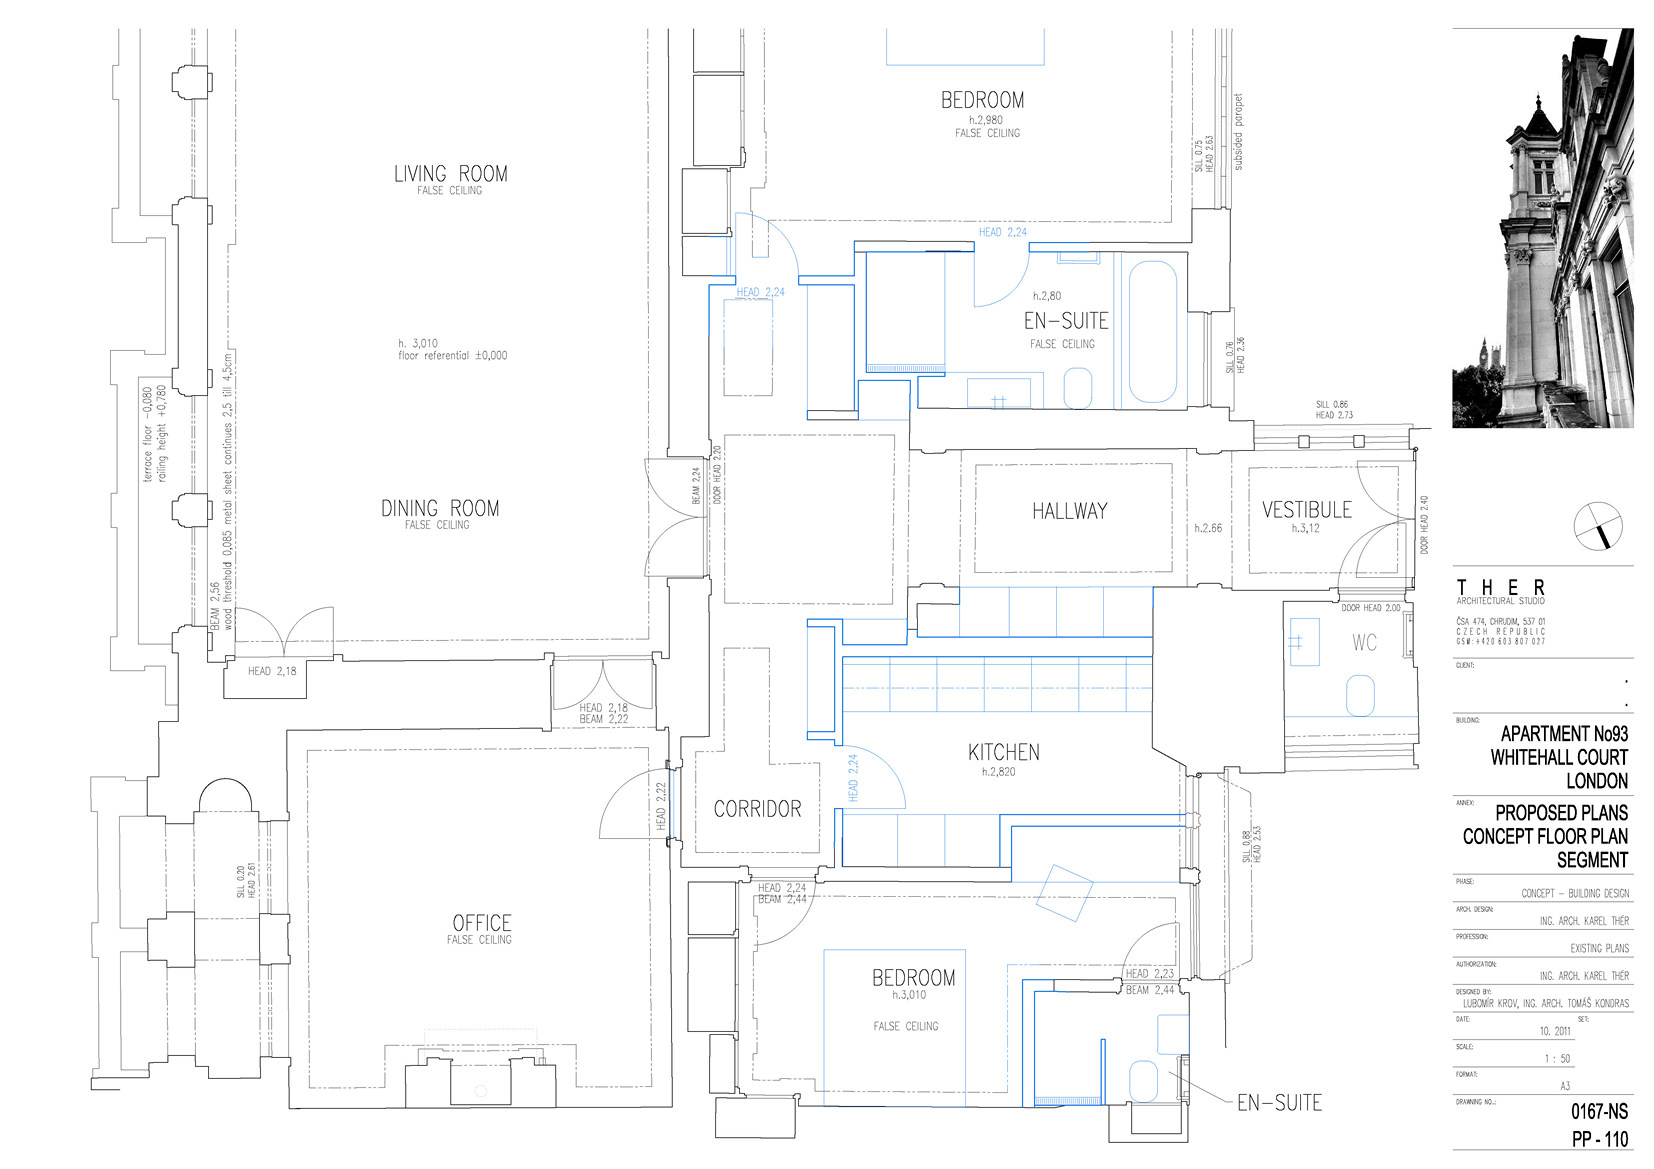 BEDROOM
h.2,980
FALSE CEILING
SILL 0.75
HEAD 2.63
subsided parapet
LIVING ROOM
FALSE CEILING
HEAD 2,24
HEAD 2,24
h.2,80
EN-SUITE
FALSE CEILING
SILL 0.76
HEAD 2.36
h. 3,010
floor referential ±0,000
terrace floor -0,080
railing height +0,780
BEAM 2,56
wood threshold 0,085 metal sheet continues 2,5 till 4,5cm
SILL 0.86
HEAD 2.73
DINING ROOM
FALSE CEILING
BEAM 2,24
DOOR HEAD 2.20
HALLWAY
h.2.66
VESTIBULE
h.3,12
DOOR HEAD 2.40
DOOR HEAD 2.00
WC
HEAD 2,18
HEAD 2,18
BEAM 2,22
KITCHEN
h.2,820
HEAD 2,24
HEAD 2,22
CORRIDOR
SILL 0.88
HEAD 2.53
SILL 0.20
HEAD 2.61
OFFICE
FALSE CEILING
HEAD 2,24
BEAM 2,44
BEDROOM
h.3,010
FALSE CEILING
HEAD 2,23
BEAM 2,44
EN-SUITE
THER
ARCHITECTURAL STUDIO
ČSA 474, CHRUDIM, 537 01
CZECH REPUBLIC
GSM:+420 603 807 027
CLIENT:
.
.
BUILDING:
APARTMENT No93
WHITEHALL COURT
LONDON
ANNEX:
PROPOSED PLANS
CONCEPT FLOOR PLAN
SEGMENT
PHASE:
CONCEPT - BUILDING DESIGN
ARCH. DESIGN:
ING. ARCH. KAREL THÉR
PROFESSION:
EXISTING PLANS
AUTHORIZATION:
ING. ARCH. KAREL THÉR
DESIGNED BY:
LUBOMÍR KROV, ING. ARCH. TOMÁŠ KONDRAS
DATE: SET:
10. 2011
SCALE:
1 : 50
FORMAT:
A3
DRAWING NO.:
0167-NS
PP - 110